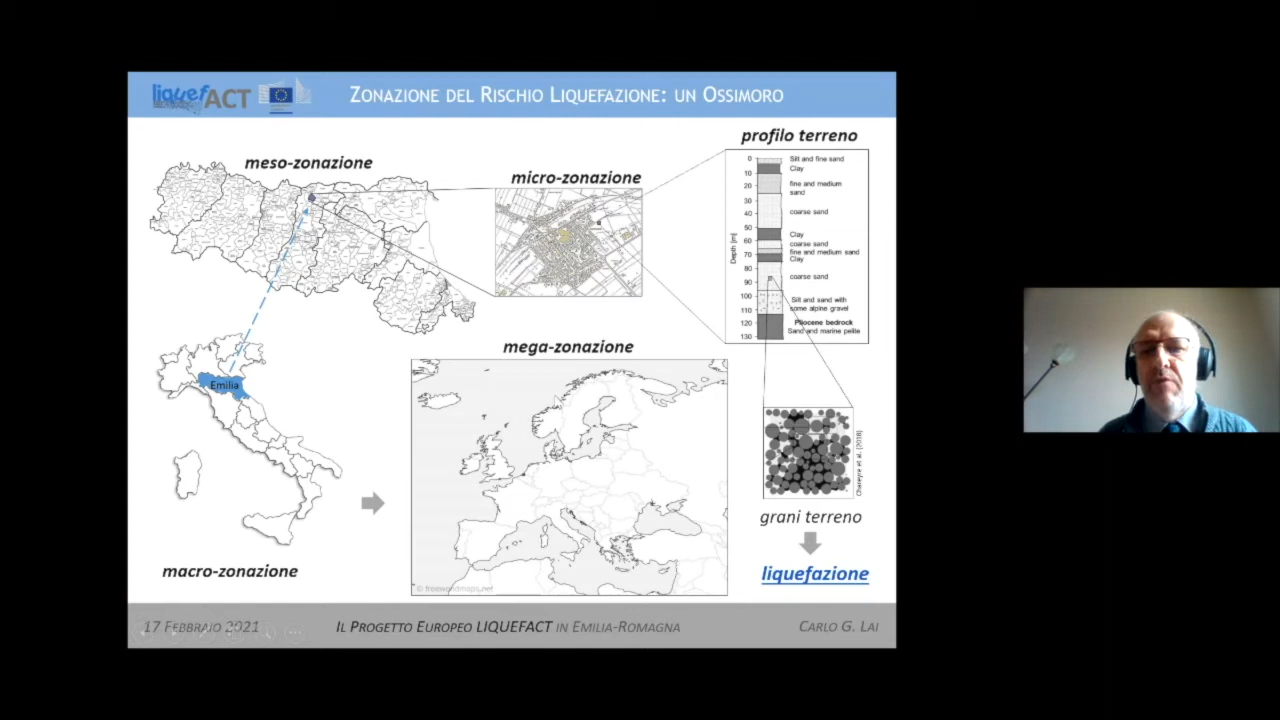 liquefACT
ZONAZIONE DEL RISCHIO LIQUEFAZIONE: UN OSSIMORO
meso-zonazione
micro-zonazione
profilo terreno
Depth [m]
0
10
20
30
40
50
60
70
80
90
100
110
120
130
Silt and fine sand
Clay
fine and medium
sand
coarse sand
Clay
coarse sand
fine and medium sand
Clay
coarse sand
Silt and sand with
some alpine gravel
Pliocene bedrock
Sand and marine pelite
Emilia
macro-zonazione
mega-zonazione
© freeworldmaps.net
Chareyre et al. (2018)
grani terreno
liquefazione
17 FEBBRAIO 2021
IL PROGETTO EUROPEO LIQUEFACT IN EMILIA-ROMAGNA
CARLO G. LAI